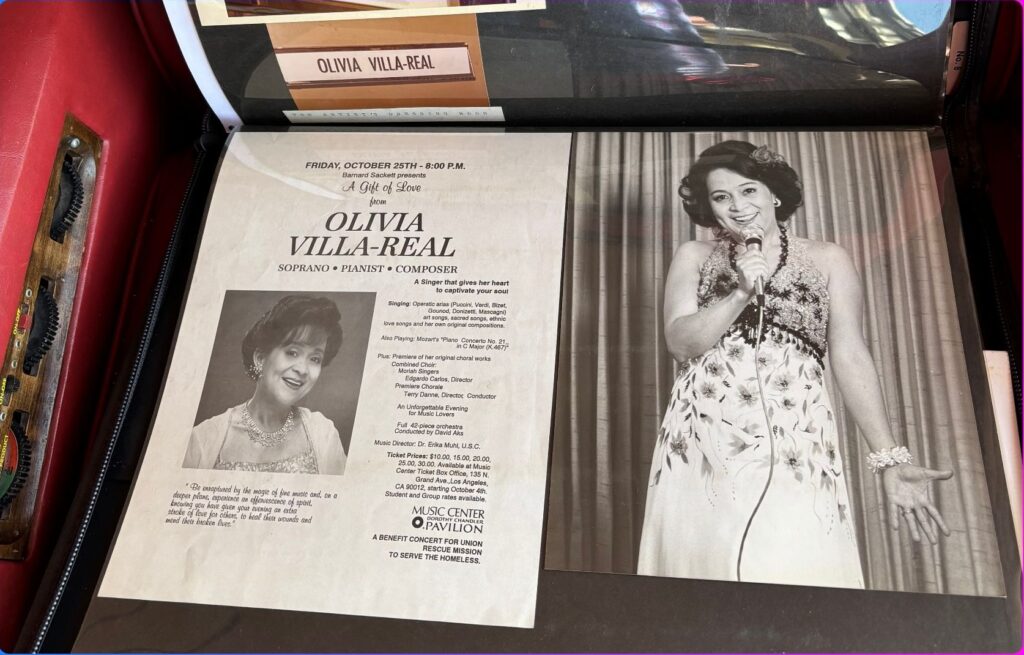 OLIVIA VILLA-REAL
FRIDAY, OCTOBER 25TH - 8:00 P.M.
Barnard Sackett presents
A Gift of Love
from
OLIVIA
VILLA-REAL
SOPRANO • PIANIST • COMPOSER
A Singer that gives her heart
to captivate your soul
Singing: Operatic arias (Puccini, Verdi, Bizet,
Gounod, Donizetti, Mascagni)
art songs, sacred songs, ethnic
love songs and her own original compositions.
Also Playing: Mozart's "Piano Concerto No. 21
in C Major (K.467)"
Plus: Premiere of her original choral works
Combined Choir:
Moriah Singers
Edgardo Carlos, Director
Premiere Chorale
Terry Danne, Director, Conductor
An Unforgettable Evening
for Music Lovers
Full 42-piece orchestra
Conducted by David Aks
Music Director: Dr. Erika Muhl, U.S.C.
Ticket Prices: $10.00, 15.00, 20.00,
25.00, 30.00. Available at Music
Center Ticket Box Office, 135 N.
Grand Ave., Los Angeles,
CA 90012, starting October 4th.
Student and Group rates available.
MUSIC CENTER
DOROTHY CHANDLER
PAVILION
A BENEFIT CONCERT FOR UNION
RESCUE MISSION
TO SERVE THE HOMELESS.
"Be enraptured by the magic of fine music and, on a
deeper plane, experience an effervescence of spirit,
knowing you have given your evening an extra
stroke of love for others, to heal their wounds and
mend their broken lives."